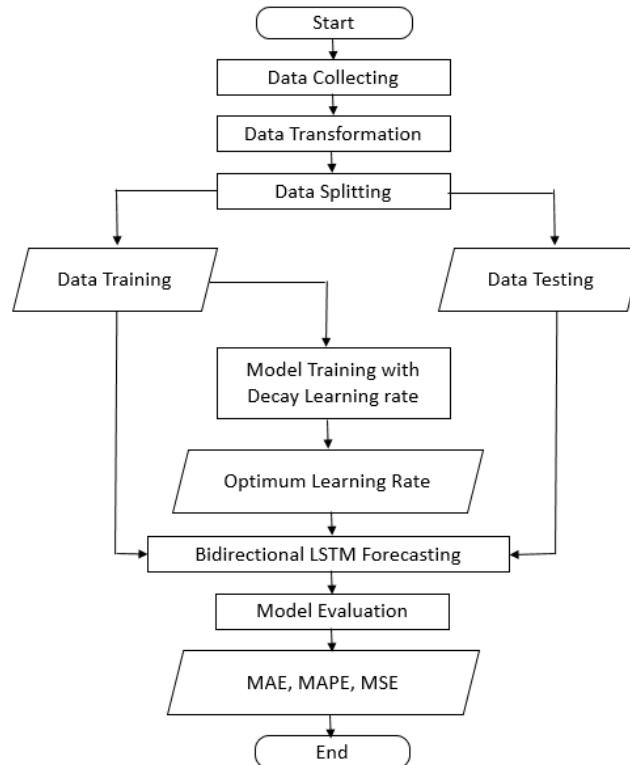 Start
Data Collecting
Data Transformation
Data Splitting
Data Training
Data Testing
Model Training with
Decay Learning rate
Optimum Learning Rate
Bidirectional LSTM Forecasting
Model Evaluation
MAE, MAPE, MSE
End